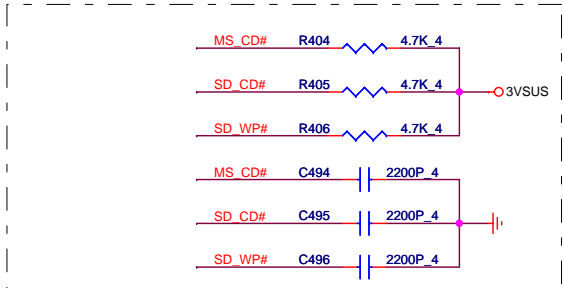 MS_CD# R404 4.7K_4
SD_CD# R405 4.7K_4 3VSUS
SD_WP# R406 4.7K_4
MS_CD# C494 2200P_4
SD_CD# C495 2200P_4
SD_WP# C496 2200P_4